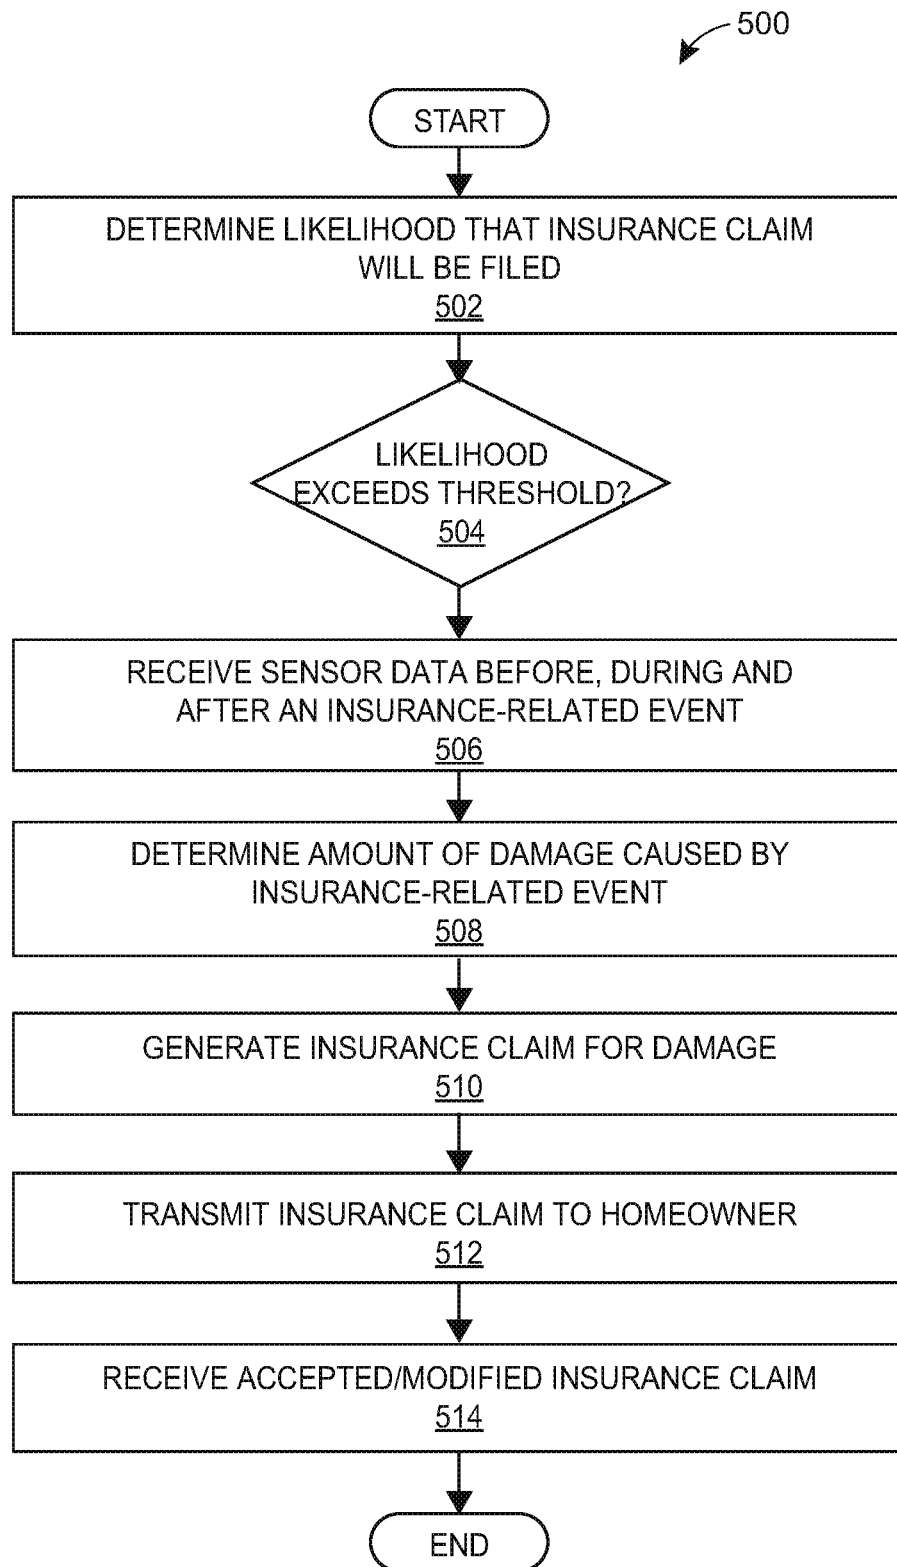 500
START
DETERMINE LIKELIHOOD THAT INSURANCE CLAIM
WILL BE FILED
502
LIKELIHOOD
EXCEEDS THRESHOLD?
504
RECEIVE SENSOR DATA BEFORE, DURING AND
AFTER AN INSURANCE-RELATED EVENT
506
DETERMINE AMOUNT OF DAMAGE CAUSED BY
INSURANCE-RELATED EVENT
508
GENERATE INSURANCE CLAIM FOR DAMAGE
510
TRANSMIT INSURANCE CLAIM TO HOMEOWNER
512
RECEIVE ACCEPTED/MODIFIED INSURANCE CLAIM
514
END